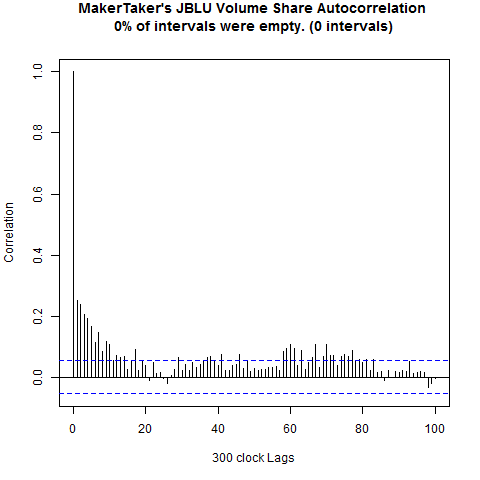 MakerTaker's JBLU Volume Share Autocorrelation
0% of intervals were empty. (0 intervals)
1.0
0.8
0.6
0.4
0.2
0.0
Correlation
0 20 40 60 80 100
300 clock Lags